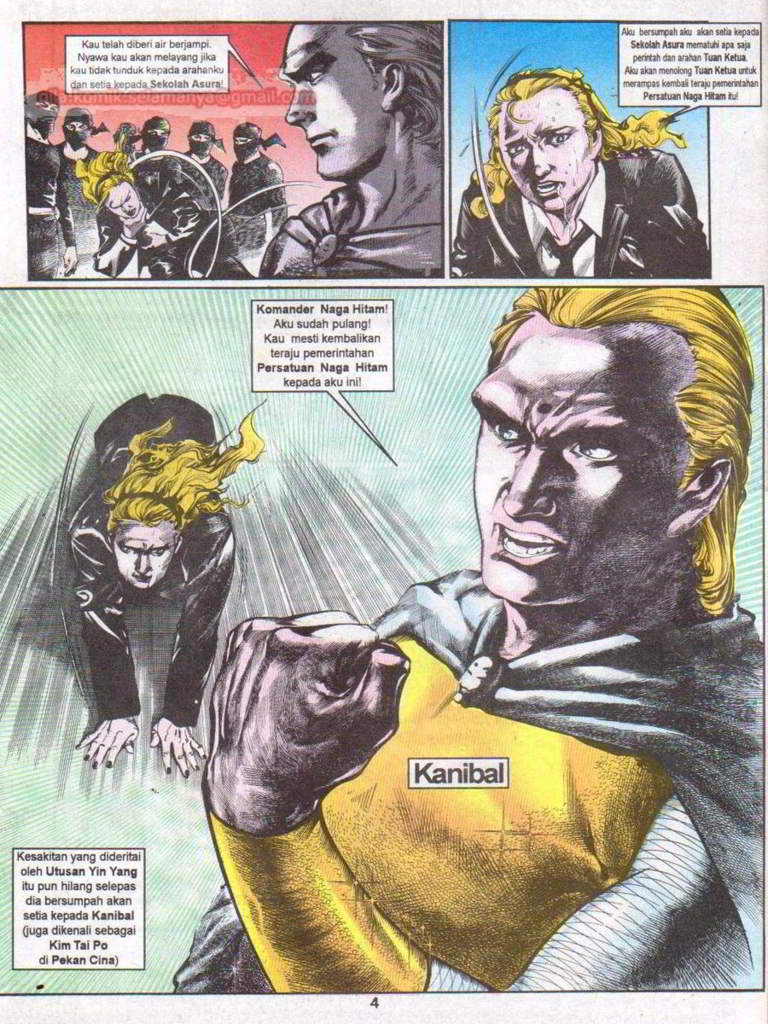 Kau telah diberi air berjampi.
Nyawa kau akan melayang jika
kau tidak tunduk kepada arahanku
dan setia kepada Sekolah Asura!
komik.selamanya@gmail.com
Aku bersumpah aku akan setia kepada
Sekolah Asura mematuhi apa saja
perintah dan arahan Tuan Ketua.
Aku akan menolong Tuan Ketua untuk
merampas kembali teraju pemerintahan
Persatuan Naga Hitam itu!
Komander Naga Hitam!
Aku sudah pulang!
Kau mesti kembalikan
teraju pemerintahan
Persatuan Naga Hitam
kepada aku ini!
Kanibal
Kesakitan yang dideritai
oleh Utusan Yin Yang
itu pun hilang selepas
dia bersumpah akan
setia kepada Kanibal
(juga dikenali sebagai
Kim Tai Po
di Pekan Cina)
4